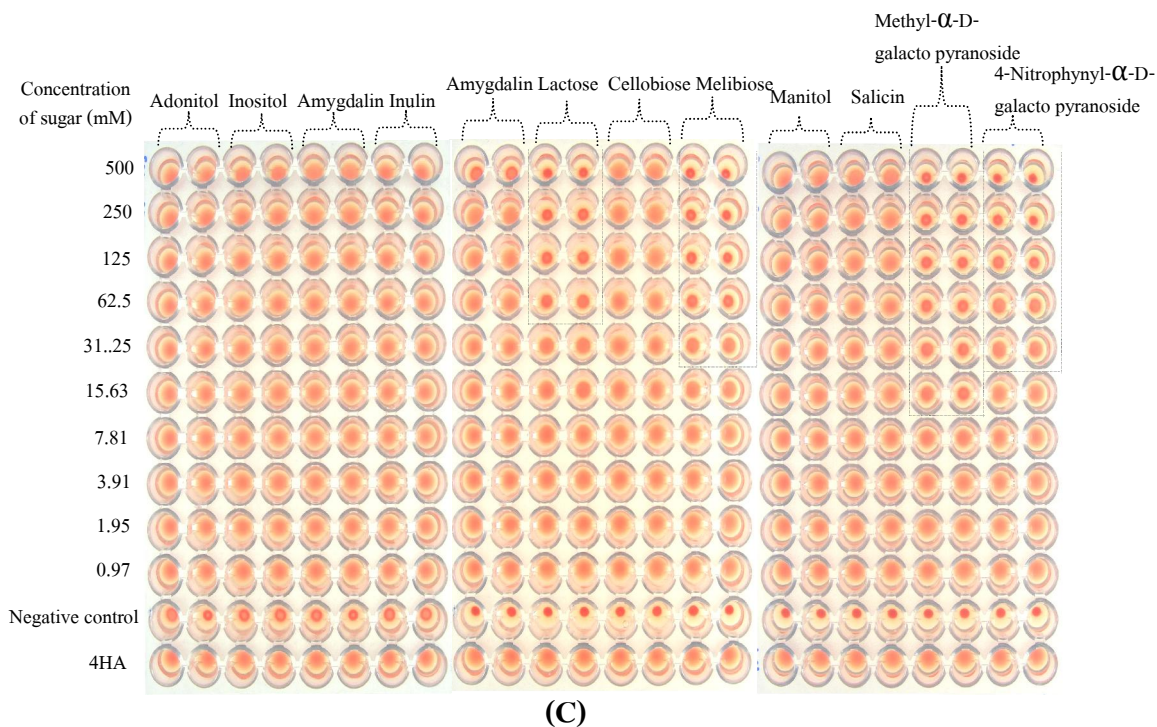 Methyl-α-D-
galacto pyranoside
4-Nitrophynyl-α-D-
galacto pyranoside
Concentration
of sugar (mM)
Adonitol Inositol Amygdalin Inulin
Amygdalin Lactose Cellobiose Melibiose
Manitol Salicin
500
250
125
62.5
31..25
15.63
7.81
3.91
1.95
0.97
Negative control
4HA
(C)